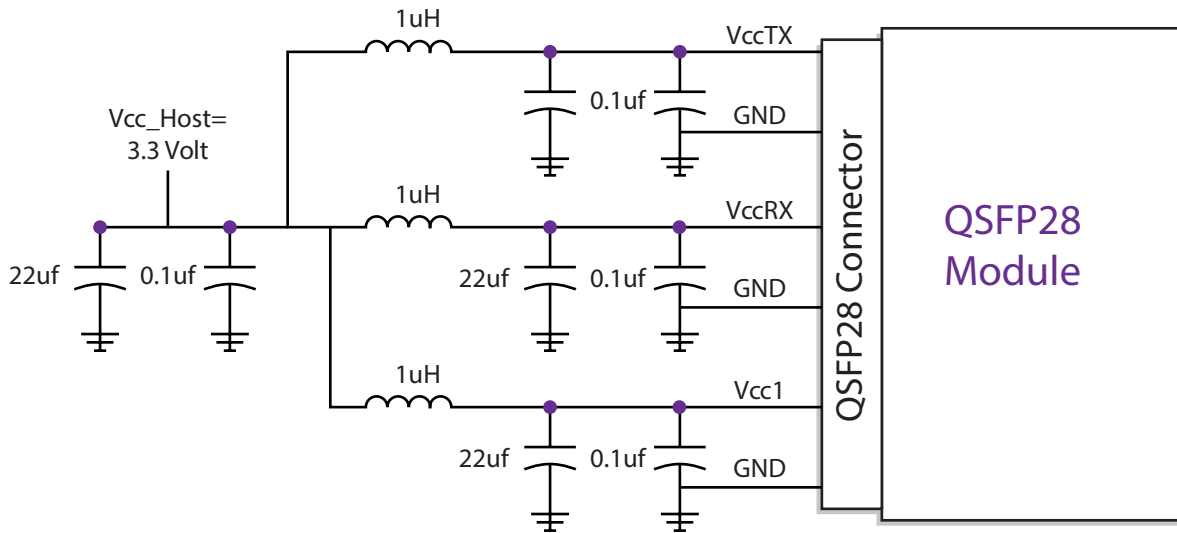 1uH
VccTX
0.1uf
GND
Vcc_Host=
3.3 Volt
1uH
VccRX
22uf
0.1uf
22uf
0.1uf
GND
1uH
Vcc1
22uf
0.1uf
GND
QSFP28 Connector
QSFP28
Module